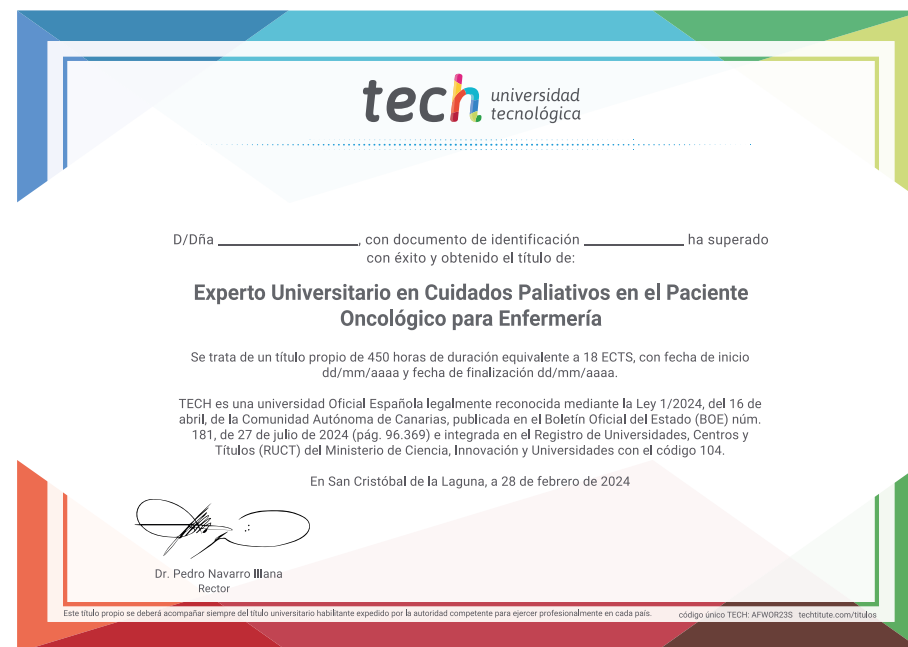 tech universidad
tecnológica
D/Dña ______________, con documento de identificación __________ ha superado
con éxito y obtenido el título de:
Experto Universitario en Cuidados Paliativos en el Paciente
Oncológico para Enfermería
Se trata de un título propio de 450 horas de duración equivalente a 18 ECTS, con fecha de inicio
dd/mm/aaaa y fecha de finalización dd/mm/aaaa.
TECH es una universidad Oficial Española legalmente reconocida mediante la Ley 1/2024, del 16 de
abril, de la Comunidad Autónoma de Canarias, publicada en el Boletín Oficial del Estado (BOE) núm.
181, de 27 de julio de 2024 (pág. 96.369) e integrada en el Registro de Universidades, Centros y
Títulos (RUCT) del Ministerio de Ciencia, Innovación y Universidades con el código 104.
En San Cristóbal de la Laguna, a 28 de febrero de 2024
Dr. Pedro Navarro Illana
Rector
Este título propio se deberá acompañar siempre del título universitario habilitante expedido por la autoridad competente para ejercer profesionalmente en cada país.
código único TECH: AFWOR23S techtitute.com/titulos